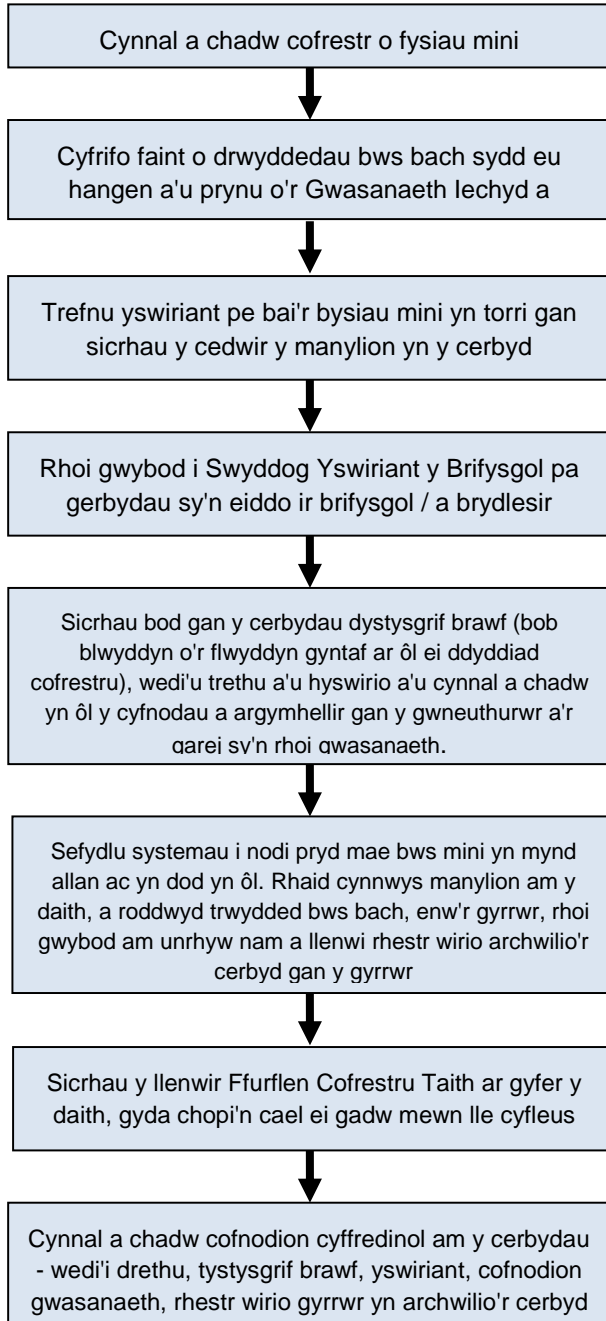 Cynnal a chadw cofrestr o fysiau mini
Cyfrifo faint o drwyddedau bws bach sydd eu
hangen a'u prynu o'r Gwasanaeth Iechyd a
Trefnu yswiriant pe bai'r bysiau mini yn torri gan
sicrhau y cedwir y manylion yn y cerbyd
Rhoi gwybod i Swyddog Yswiriant y Brifysgol pa
gerbydau sy'n eiddo ir brifysgol / a brydlesir
Sicrhau bod gan y cerbydau dystysgrif brawf (bob
blwyddyn o'r flwyddyn gyntaf ar ôl ei ddyddiad
cofrestru), wedi'u trethu a'u hyswirio a'u cynnal a chadw
yn ôl y cyfnodau a argymhellir gan y gwneuthurwr a'r
garej sy'n rhoi gwasanaeth.
Sefydlu systemau i nodi pryd mae bws mini yn mynd
allan ac yn dod yn ôl. Rhaid cynnwys manylion am y
daith, a roddwyd trwydded bws bach, enw'r gyrrwr, rhoi
gwybod am unrhyw nam a llenwi rhestr wirio archwilio'r
cerbyd gan y gyrrwr
Sicrhau y llenwir Ffurflen Cofrestru Taith ar gyfer y
daith, gyda chopi'n cael ei gadw mewn lle cyfleus
Cynnal a chadw cofnodion cyffredinol am y cerbydau
- wedi'i drethu, tystysgrif brawf, yswiriant, cofnodion
gwasanaeth, rhestr wirio gyrrwr yn archwilio'r cerbyd